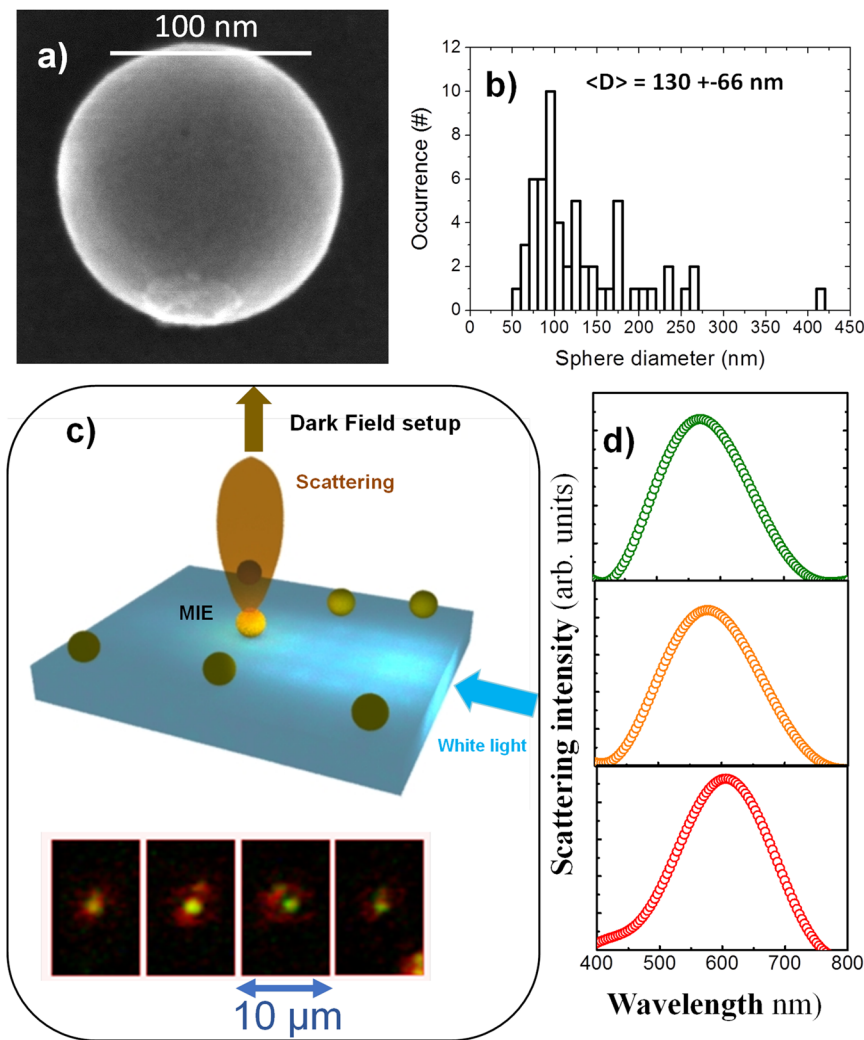 100 nm
a)
b)
<D> = 130 +-66 nm
Occurrence (#)
12
10
8
6
4
2
0
0 50 100 150 200 250 300 350 400 450
Sphere diameter (nm)
c)
Dark Field setup
Scattering
MIE
White light
10 µm
d)
Scattering intensity (arb. units)
400 500 600 700 800
Wavelength nm)